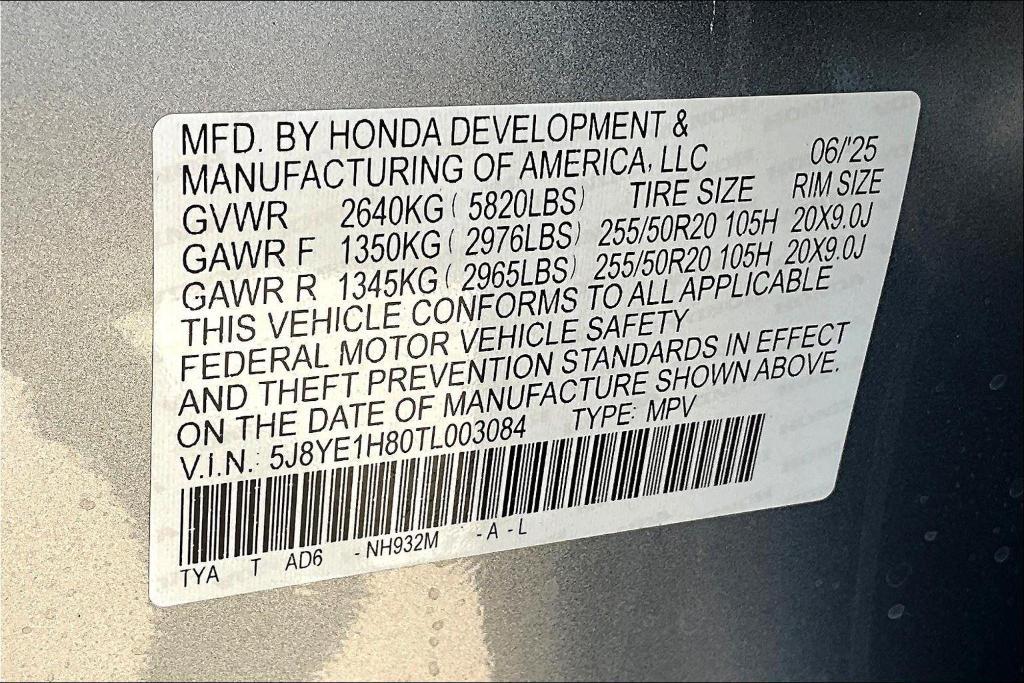 MFD. BY HONDA DEVELOPMENT &
MANUFACTURING OF AMERICA, LLC 06/'25
GVWR 2640KG ( 5820LBS) TIRE SIZE RIM SIZE
GAWR F 1350KG ( 2976LBS) 255/50R20 105H 20X9.0J
GAWR R 1345KG ( 2965LBS) 255/50R20 105H 20X9.0J
THIS VEHICLE CONFORMS TO ALL APPLICABLE
FEDERAL MOTOR VEHICLE SAFETY
AND THEFT PREVENTION STANDARDS IN EFFECT
ON THE DATE OF MANUFACTURE SHOWN ABOVE.
V.I.N.: 5J8YE1H80TL003084 TYPE: MPV
TYA T AD6 - NH932M - A - L